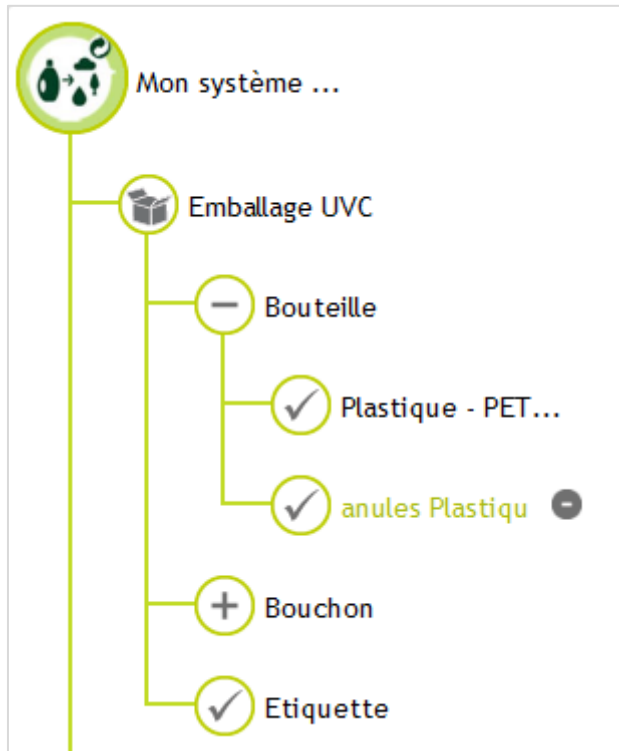 Mon système ...
Emballage UVC
Bouteille
Plastique - PET...
anules Plastiqu
Bouchon
Etiquette